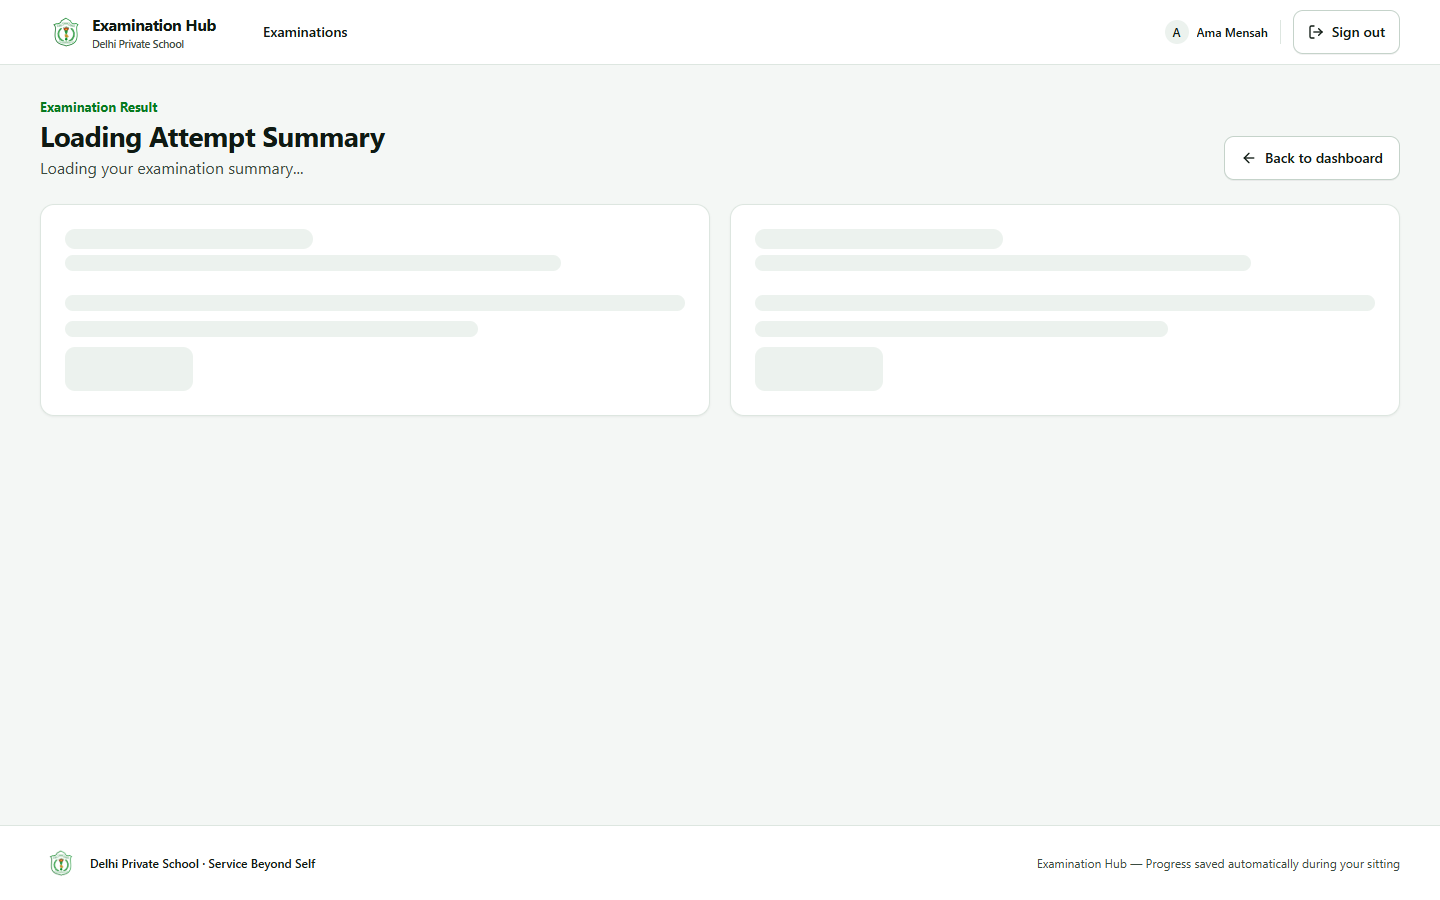 Examination Hub
Delhi Private School
Examinations
A
Ama Mensah
Sign out
Examination Result
Loading Attempt Summary
Loading your examination summary...
Back to dashboard
Delhi Private School · Service Beyond Self
Examination Hub — Progress saved automatically during your sitting